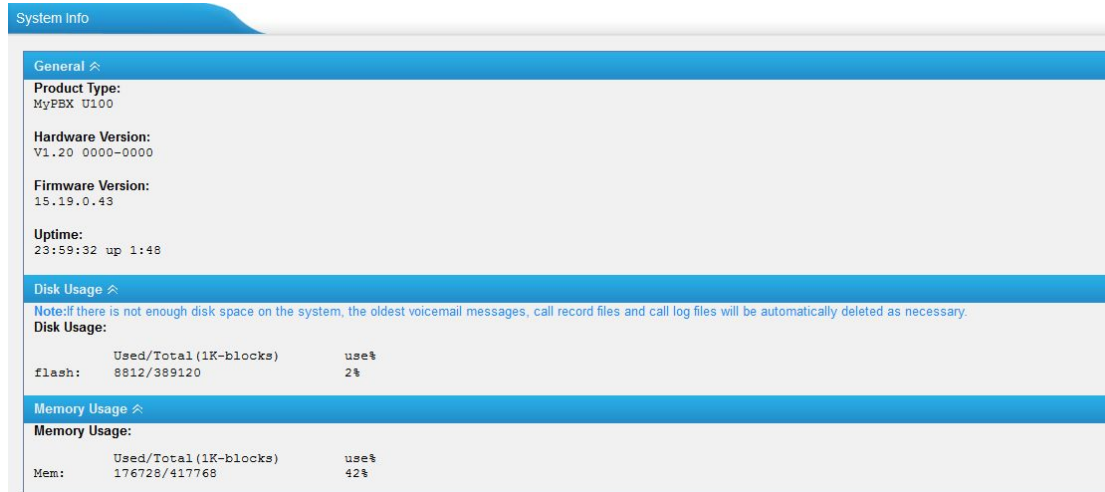 System Info
General
Product Type:
MyPBX U100
Hardware Version:
V1.20 0000-0000
Firmware Version:
15.19.0.43
Uptime:
23:59:32 up 1:48
Disk Usage
Note:If there is not enough disk space on the system, the oldest voicemail messages, call record files and call log files will be automatically deleted as necessary.
Disk Usage:
Used/Total(1K-blocks) use%
flash: 8812/389120 2%
Memory Usage
Memory Usage:
Used/Total(1K-blocks) use%
Mem: 176728/417768 42%